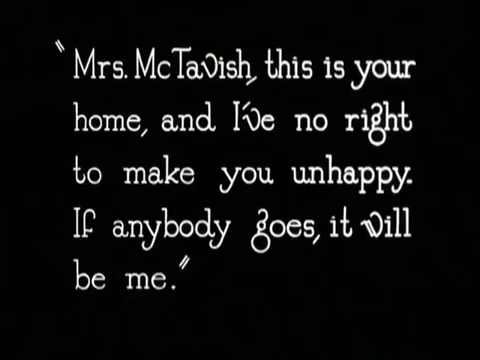 "Mrs. McTavish, this is your
home, and I've no right
to make you unhappy.
If anybody goes, it will
be me."